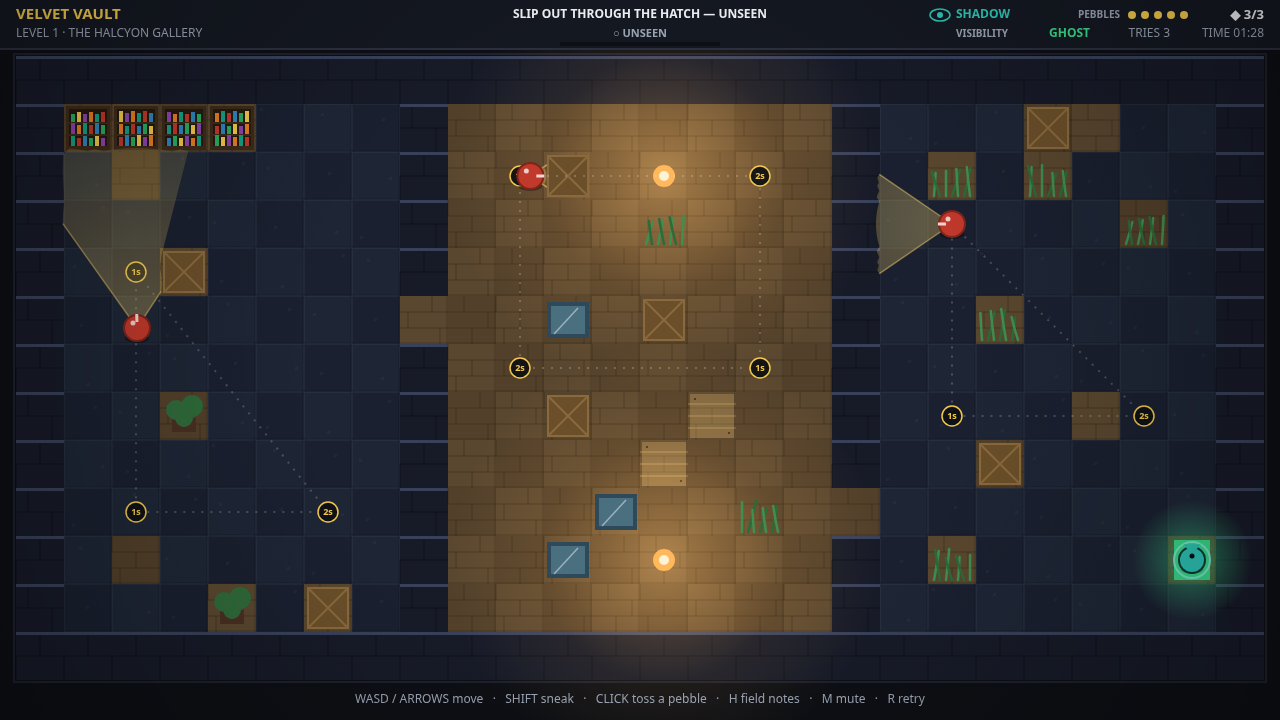 VELVET VAULT
LEVEL 1 · THE HALCYON GALLERY
SLIP OUT THROUGH THE HATCH — UNSEEN
○ UNSEEN
SHADOW
VISIBILITY
PEBBLES
GHOST
◆ 3/3
TRIES 3
TIME 01:28
2s
1s
2s
1s
1s
2s
1s
2s
WASD / ARROWS move · SHIFT sneak · CLICK toss a pebble · H field notes · M mute · R retry